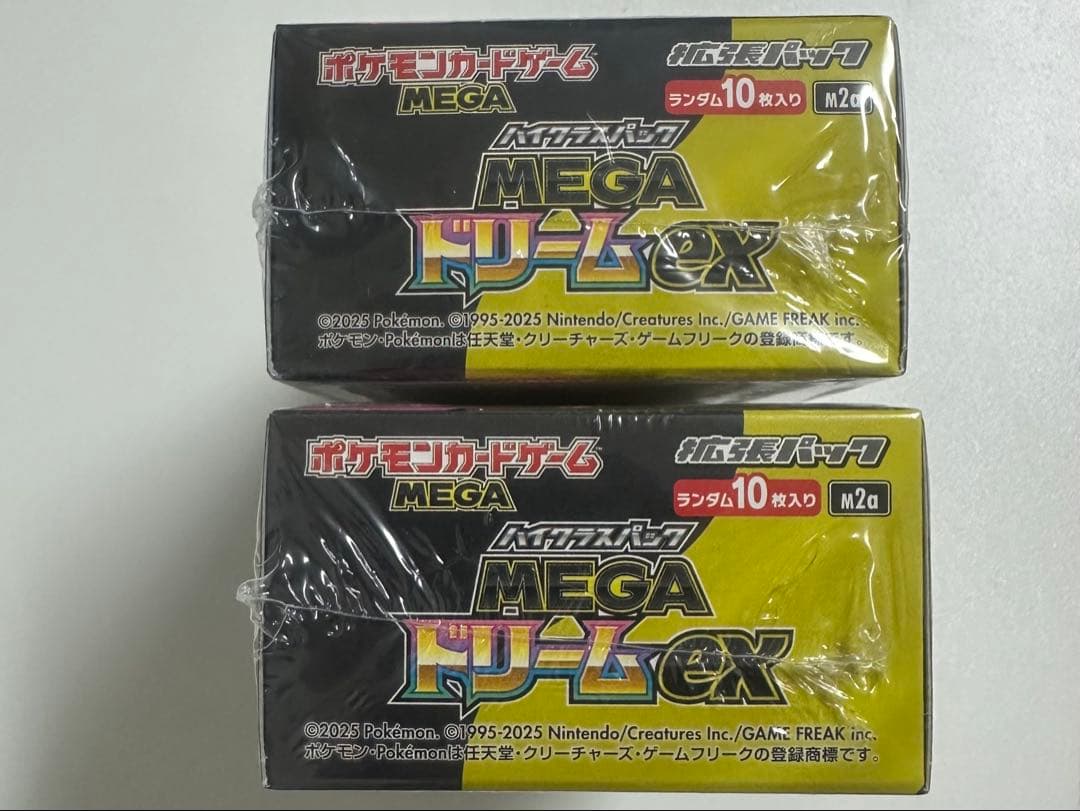 ポケモンカードゲーム
MEGA
拡張パック
ランダム10枚入り
M2a
ハイクラスパック
MEGA
ドリームex
©2025 Pokémon. ©1995-2025 Nintendo/Creatures Inc./GAME FREAK inc.
ポケモン・Pokémonは任天堂・クリーチャーズ・ゲームフリークの登録商標です。
ポケモンカードゲーム
MEGA
拡張パック
ランダム10枚入り
M2a
ハイクラスパック
MEGA
ドリームex
©2025 Pokémon. ©1995-2025 Nintendo/Creatures Inc./GAME FREAK inc.
ポケモン・Pokémonは任天堂・クリーチャーズ・ゲームフリークの登録商標です。